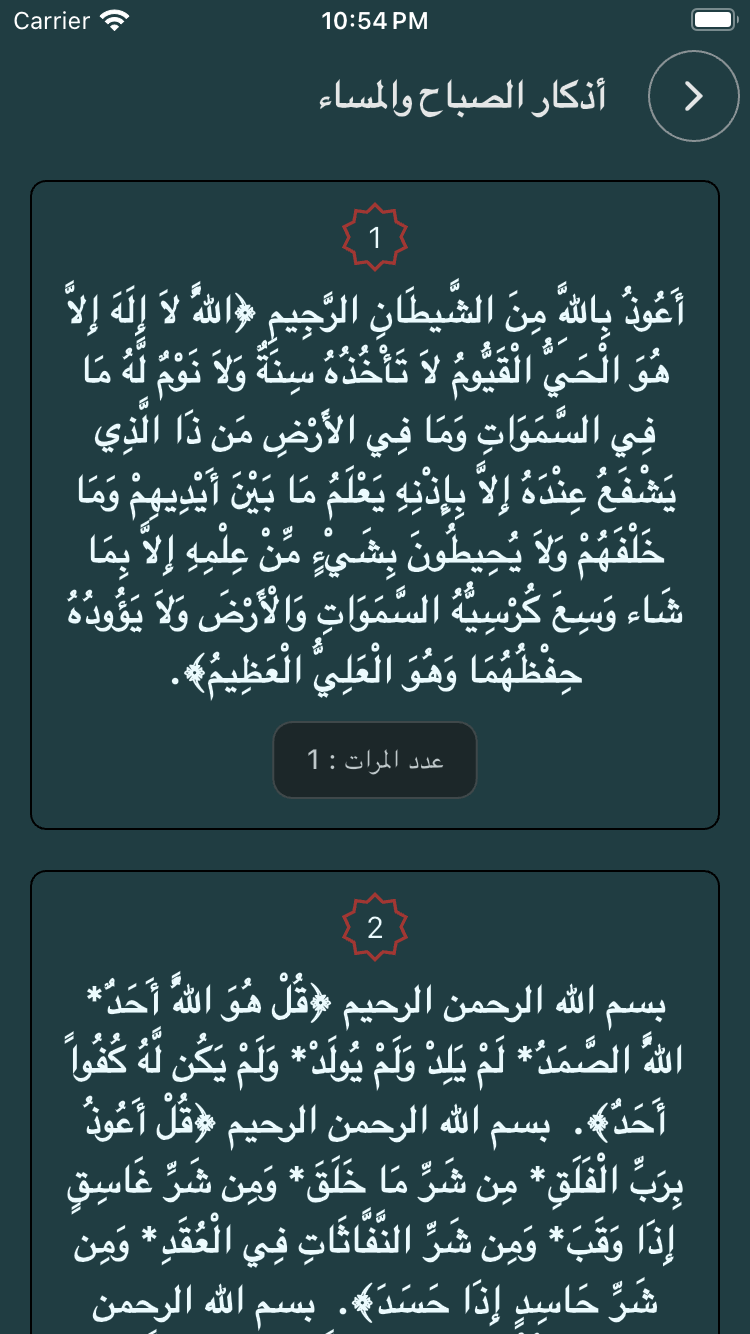 Carrier 10:54 PM
أذكار الصباح والمساء
1
أَعُوذُ بِاللهِ مِنَ الشَّيطَانِ الرَّجِيمِ ﴿اللهُ لاَ إِلَهَ إِلاَّ
هُوَ الْحَيُّ الْقَيُّومُ لاَ تَأْخُذُهُ سِنَةٌ وَلاَ نَوْمٌ لَّهُ مَا
فِي السَّمَوَاتِ وَمَا فِي الأَرْضِ مَن ذَا الَّذِي
يَشْفَعُ عِنْدَهُ إِلاَّ بِإِذْنِهِ يَعْلَمُ مَا بَيْنَ أَيْدِيهِمْ وَمَا
خَلْفَهُمْ وَلاَ يُحِيطُونَ بِشَيْءٍ مِّنْ عِلْمِهِ إِلاَّ بِمَا
شَاء وَسِعَ كُرْسِيُّهُ السَّمَوَاتِ وَالْأَرْضَ وَلاَ يَؤُودُهُ
حِفْظُهُمَا وَهُوَ الْعَلِيُّ الْعَظِيمُ﴾.
عدد المرات : 1
2
بسم الله الرحمن الرحيم ﴿قُلْ هُوَ اللهُ أَحَدٌ*
اللهُ الصَّمَدُ* لَمْ يَلِدْ وَلَمْ يُولَدْ* وَلَمْ يَكُن لَّهُ كُفُواً
أَحَدٌ﴾. بسم الله الرحمن الرحيم ﴿قُلْ أَعُوذُ
بِرَبِّ الْفَلَقِ* مِن شَرِّ مَا خَلَقَ* وَمِن شَرِّ غَاسِقٍ
إِذَا وَقَبَ* وَمِن شَرِّ النَّفَّاثَاتِ فِي الْعُقَدِ* وَمِن
شَرِّ حَاسِدٍ إِذَا حَسَدَ﴾. بسم الله الرحمن